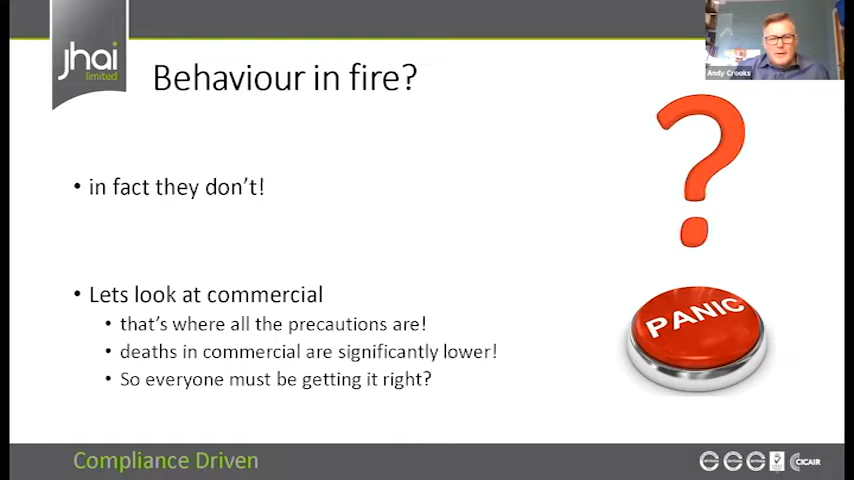 jhai
limited
Behaviour in fire?
Andy Crooks
• in fact they don't!
• Lets look at commercial
• that's where all the precautions are!
• deaths in commercial are significantly lower!
• So everyone must be getting it right?
PANIC
Compliance Driven
CICAIR